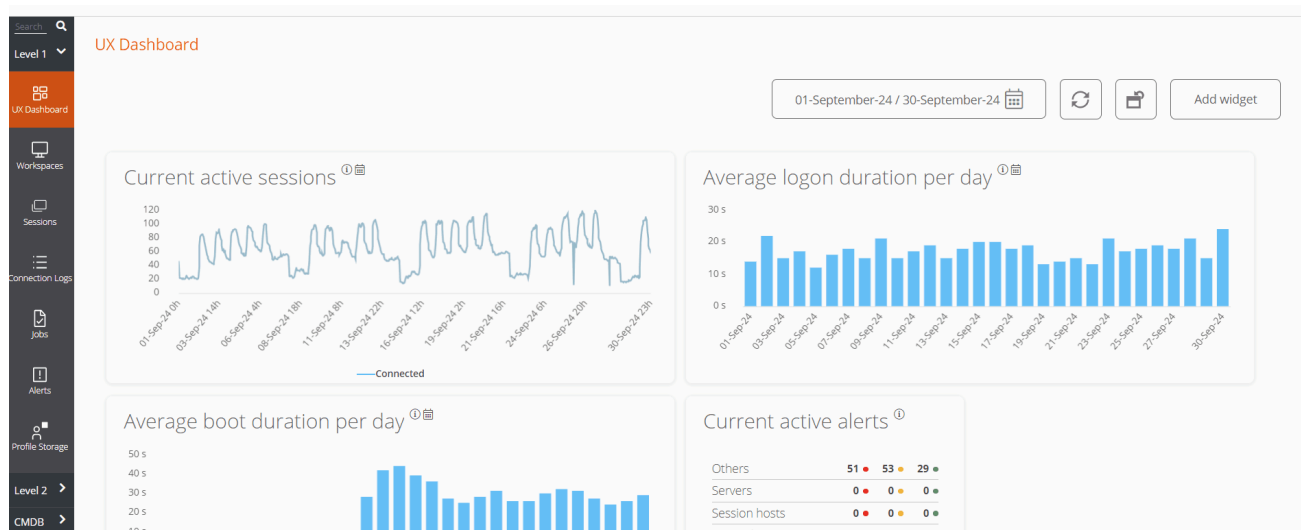 Search
Level 1
UX Dashboard
Workspaces
Sessions
Connection Logs
Jobs
Alerts
Profile Storage
Level 2
CMDB
UX Dashboard
01-September-24 / 30-September-24
Add widget
Current active sessions
120
100
80
60
40
20
0
01-Sep-24 0h
03-Sep-24 14h
06-Sep-24 4h
08-Sep-24 18h
11-Sep-24 8h
13-Sep-24 22h
16-Sep-24 12h
19-Sep-24 2h
21-Sep-24 16h
24-Sep-24 6h
26-Sep-24 20h
30-Sep-24 23h
Connected
Average logon duration per day
30 s
20 s
10 s
0 s
01-Sep-24
03-Sep-24
05-Sep-24
07-Sep-24
09-Sep-24
11-Sep-24
13-Sep-24
15-Sep-24
17-Sep-24
19-Sep-24
21-Sep-24
23-Sep-24
25-Sep-24
27-Sep-24
30-Sep-24
Average boot duration per day
50 s
40 s
30 s
20 s
Current active alerts
Others 51 53 29
Servers 0 0 0
Session hosts 0 0 0